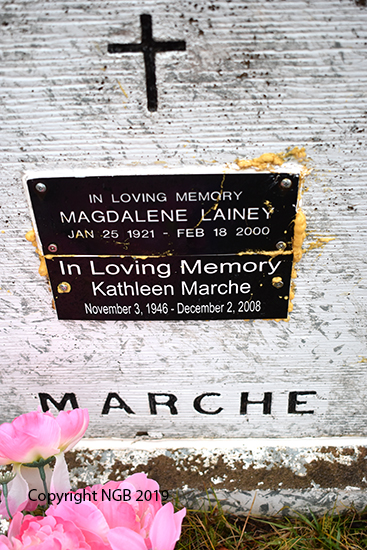 IN LOVING MEMORY
MAGDALENE LAINEY
JAN 25 1921 - FEB 18 2000
In Loving Memory
Kathleen Marche
November 3, 1946 - December 2, 2008
MARCHE
Copyright NGB 2019